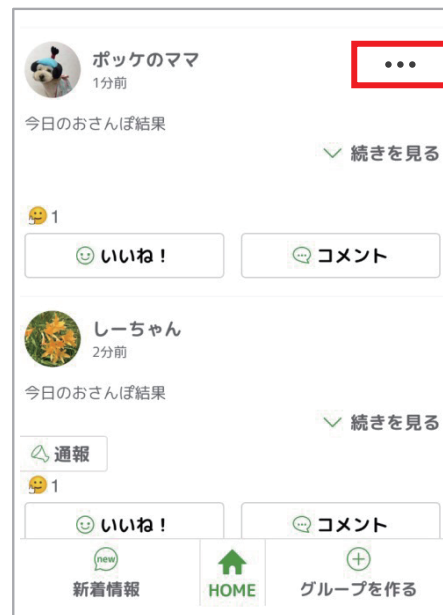 ポッケのママ
•••
1分前
今日のおさんぽ結果
続きを見る
1
いいね！ コメント
しーちゃん
2分前
今日のおさんぽ結果
続きを見る
通報
1
いいね！ コメント
new
新着情報 HOME グループを作る